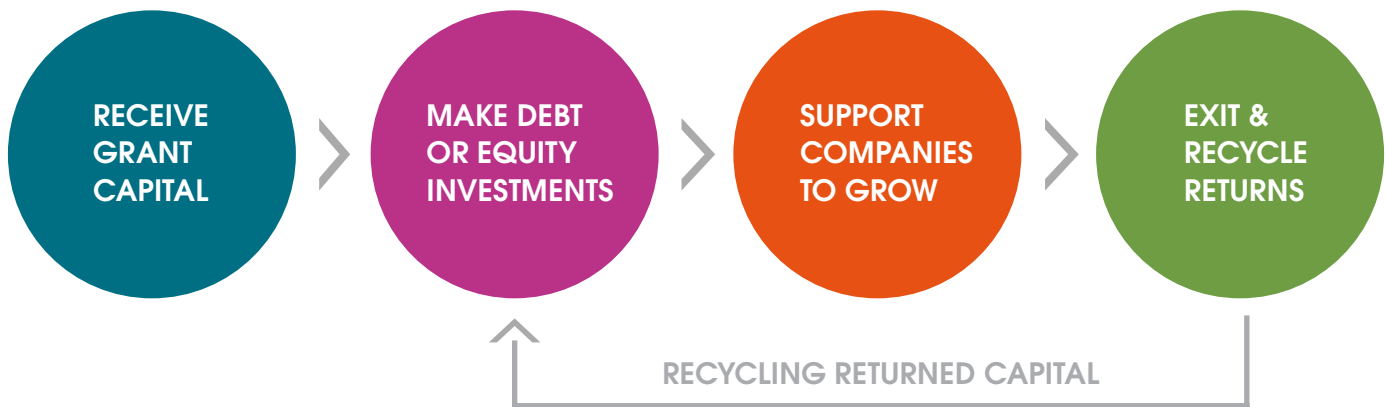 RECEIVE
GRANT
CAPITAL
MAKE DEBT
OR EQUITY
INVESTMENTS
SUPPORT
COMPANIES
TO GROW
EXIT &
RECYCLE
RETURNS
RECYCLING RETURNED CAPITAL